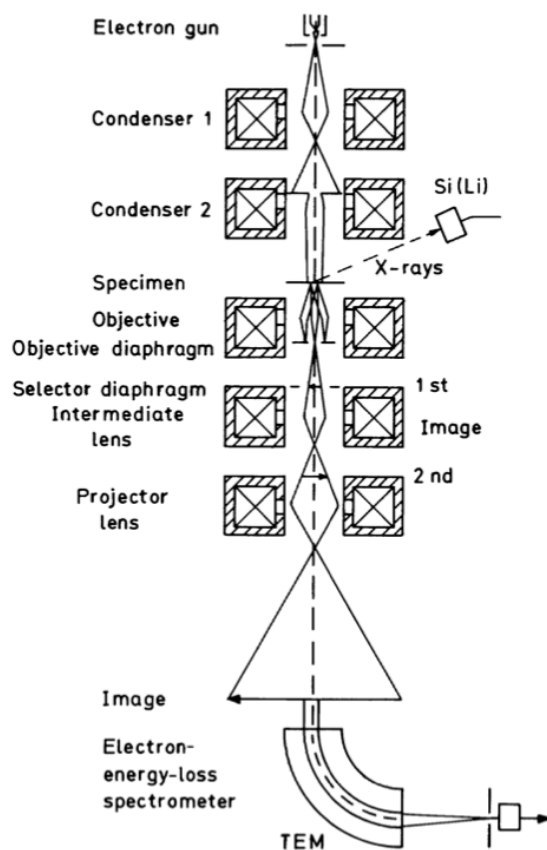 Electron gun
Condenser 1
Si(Li)
Condenser 2
X-rays
Specimen
Objective
Objective diaphragm
Selector diaphragm
1 st
Intermediate
lens
Image
2 nd
Projector
lens
Image
Electron-
energy-loss
spectrometer
TEM